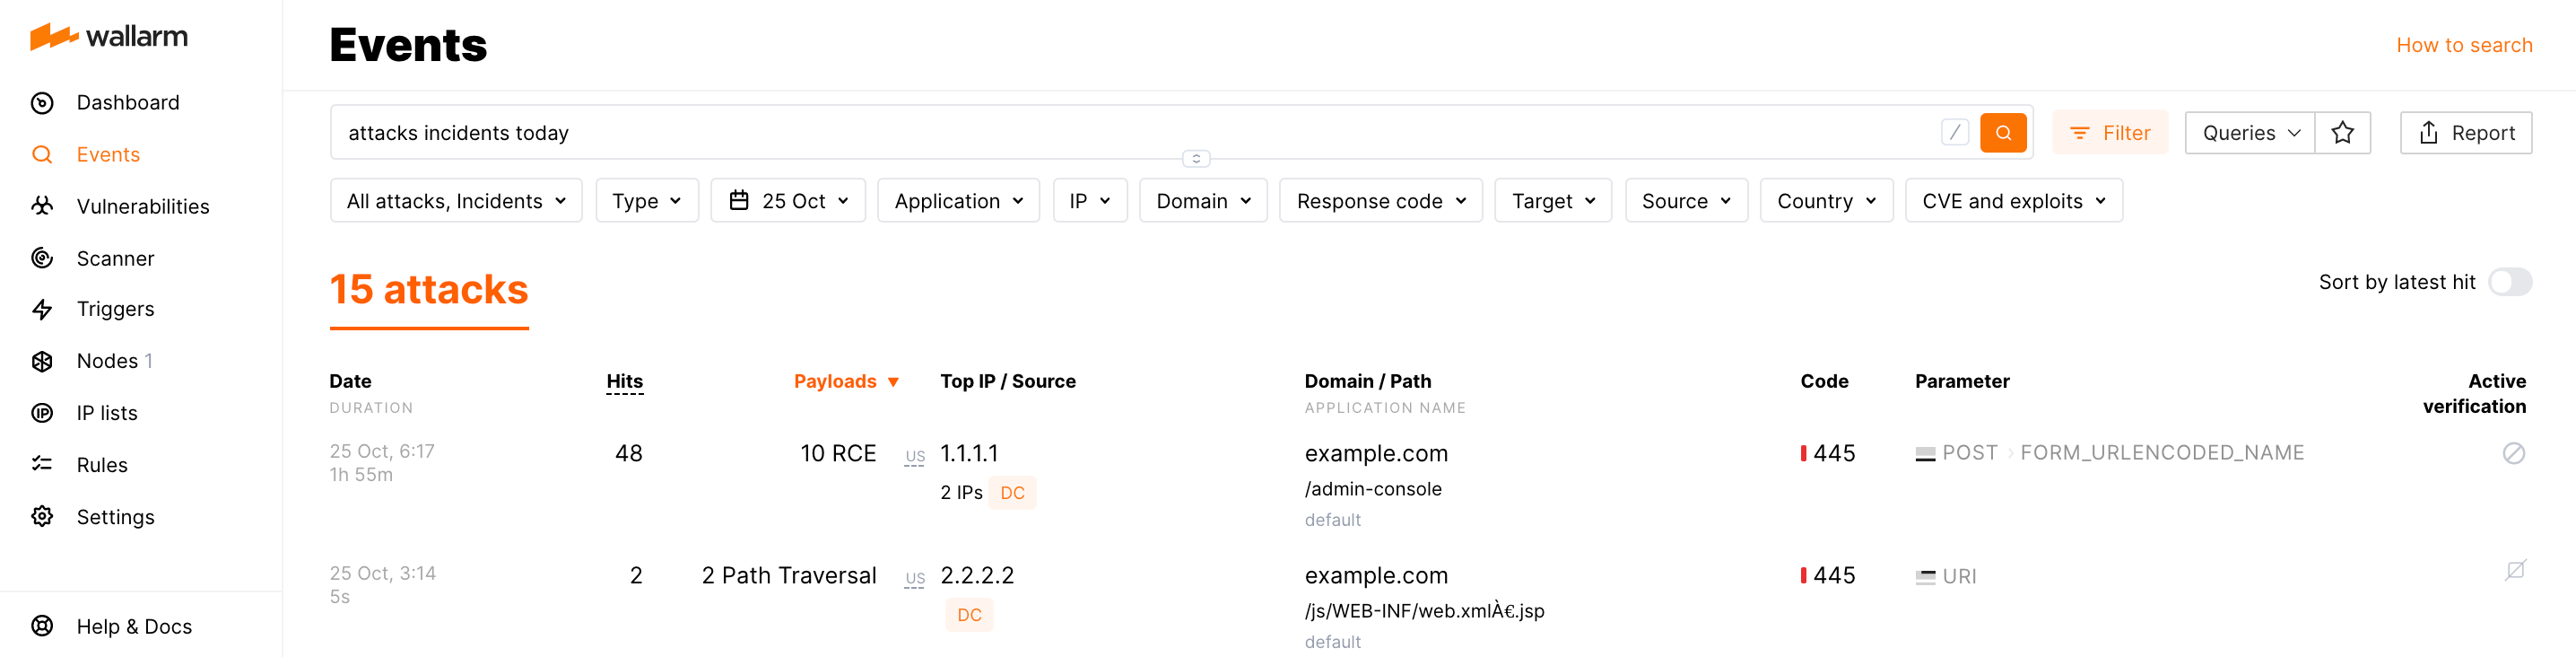 wallarm
Dashboard
Events
Vulnerabilities
Scanner
Triggers
Nodes 1
IP lists
Rules
Settings
Help & Docs
Events
How to search
attacks incidents today
/
Filter
Queries
Report
All attacks, Incidents
Type
25 Oct
Application
IP
Domain
Response code
Target
Source
Country
CVE and exploits
15 attacks
Sort by latest hit
Date
DURATION
Hits
Payloads
Top IP / Source
Domain / Path
APPLICATION NAME
Code
Parameter
Active
verification
25 Oct, 6:17
1h 55m
48
10 RCE
US
1.1.1.1
2 IPs DC
example.com
/admin-console
default
445
POST › FORM_URLENCODED_NAME
25 Oct, 3:14
5s
2
2 Path Traversal
US
2.2.2.2
DC
example.com
/js/WEB-INF/web.xmlÀ€.jsp
default
445
URI